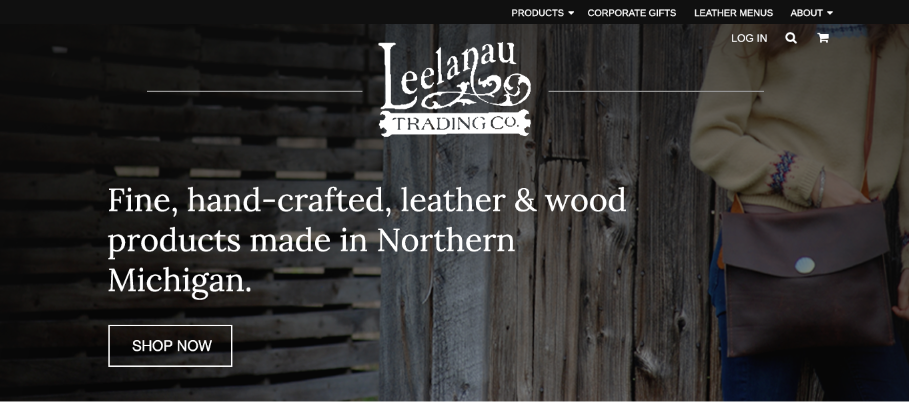 PRODUCTS CORPORATE GIFTS LEATHER MENUS ABOUT
LOG IN
Leelanau
TRADING CO.
Fine, hand-crafted, leather & wood
products made in Northern
Michigan.
SHOP NOW